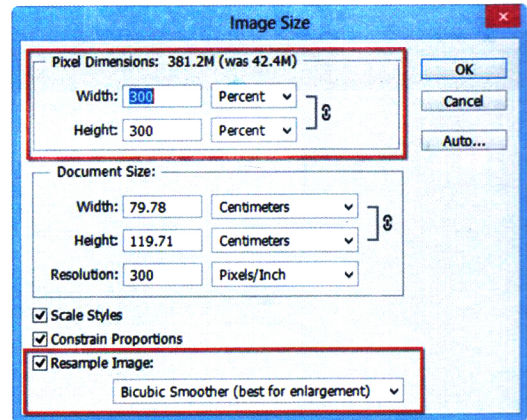 Image Size
Pixel Dimensions: 381.2M (was 42.4M)
Width: 300 Percent
Height: 300 Percent
OK
Cancel
Auto...
Document Size:
Width: 79.78 Centimeters
Height: 119.71 Centimeters
Resolution: 300 Pixels/Inch
Scale Styles
Constrain Proportions
Resample Image:
Bicubic Smoother (best for enlargement)